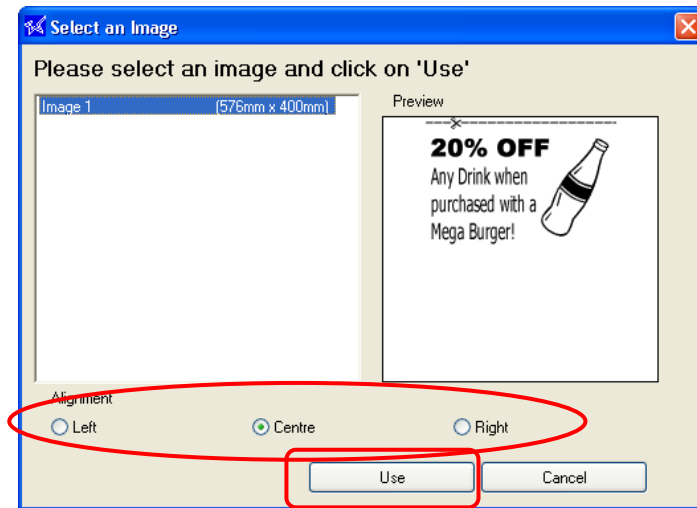 Select an Image
Please select an image and click on 'Use'
Image 1 (576mm x 400mm)
Preview
20% OFF
Any Drink when
purchased with a
Mega Burger!
Alignment
Left Centre Right
Use Cancel